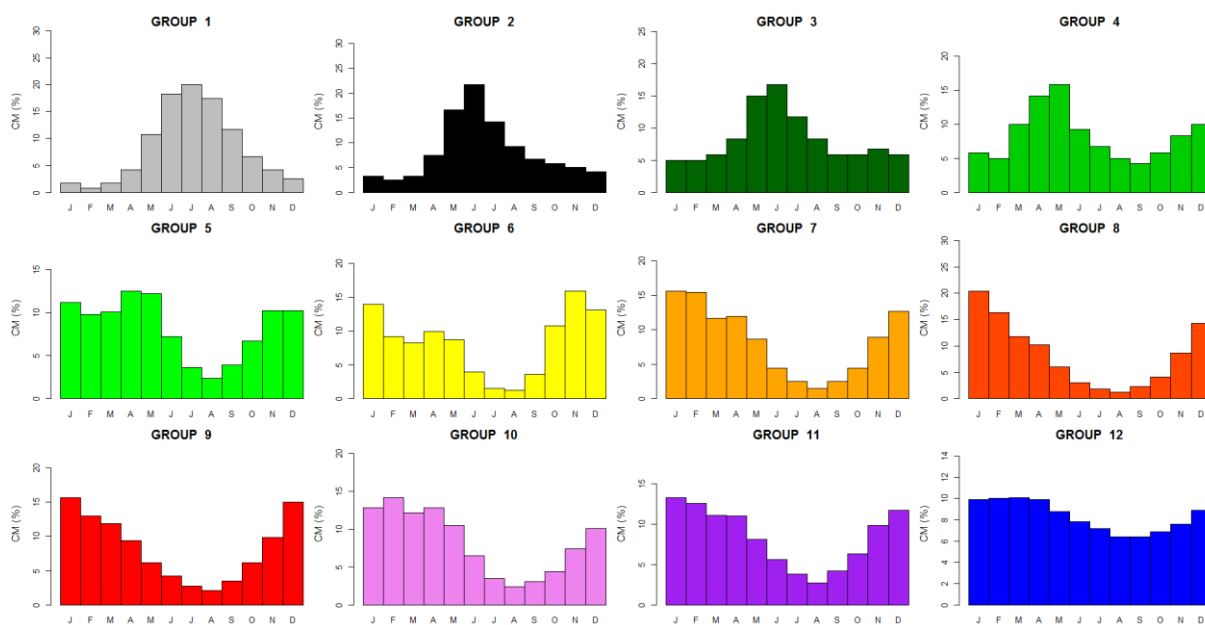 GROUP 1
GROUP 2
GROUP 3
GROUP 4
CM (%)
0 5 10 15 20 25 30
J F M A M J J A S O N D
CM (%)
0 5 10 15 20 25 30
J F M A M J J A S O N D
CM (%)
0 5 10 15 20 25
J F M A M J J A S O N D
CM (%)
0 5 10 15 20
J F M A M J J A S O N D
GROUP 5
GROUP 6
GROUP 7
GROUP 8
CM (%)
0 5 10 15
J F M A M J J A S O N D
CM (%)
0 5 10 15 20
J F M A M J J A S O N D
CM (%)
0 5 10 15 20
J F M A M J J A S O N D
CM (%)
0 5 10 15 20 25 30
J F M A M J J A S O N D
GROUP 9
GROUP 10
GROUP 11
GROUP 12
CM (%)
0 5 10 15 20
J F M A M J J A S O N D
CM (%)
0 5 10 15 20
J F M A M J J A S O N D
CM (%)
0 5 10 15
J F M A M J J A S O N D
CM (%)
0 2 4 6 8 10 12 14
J F M A M J J A S O N D